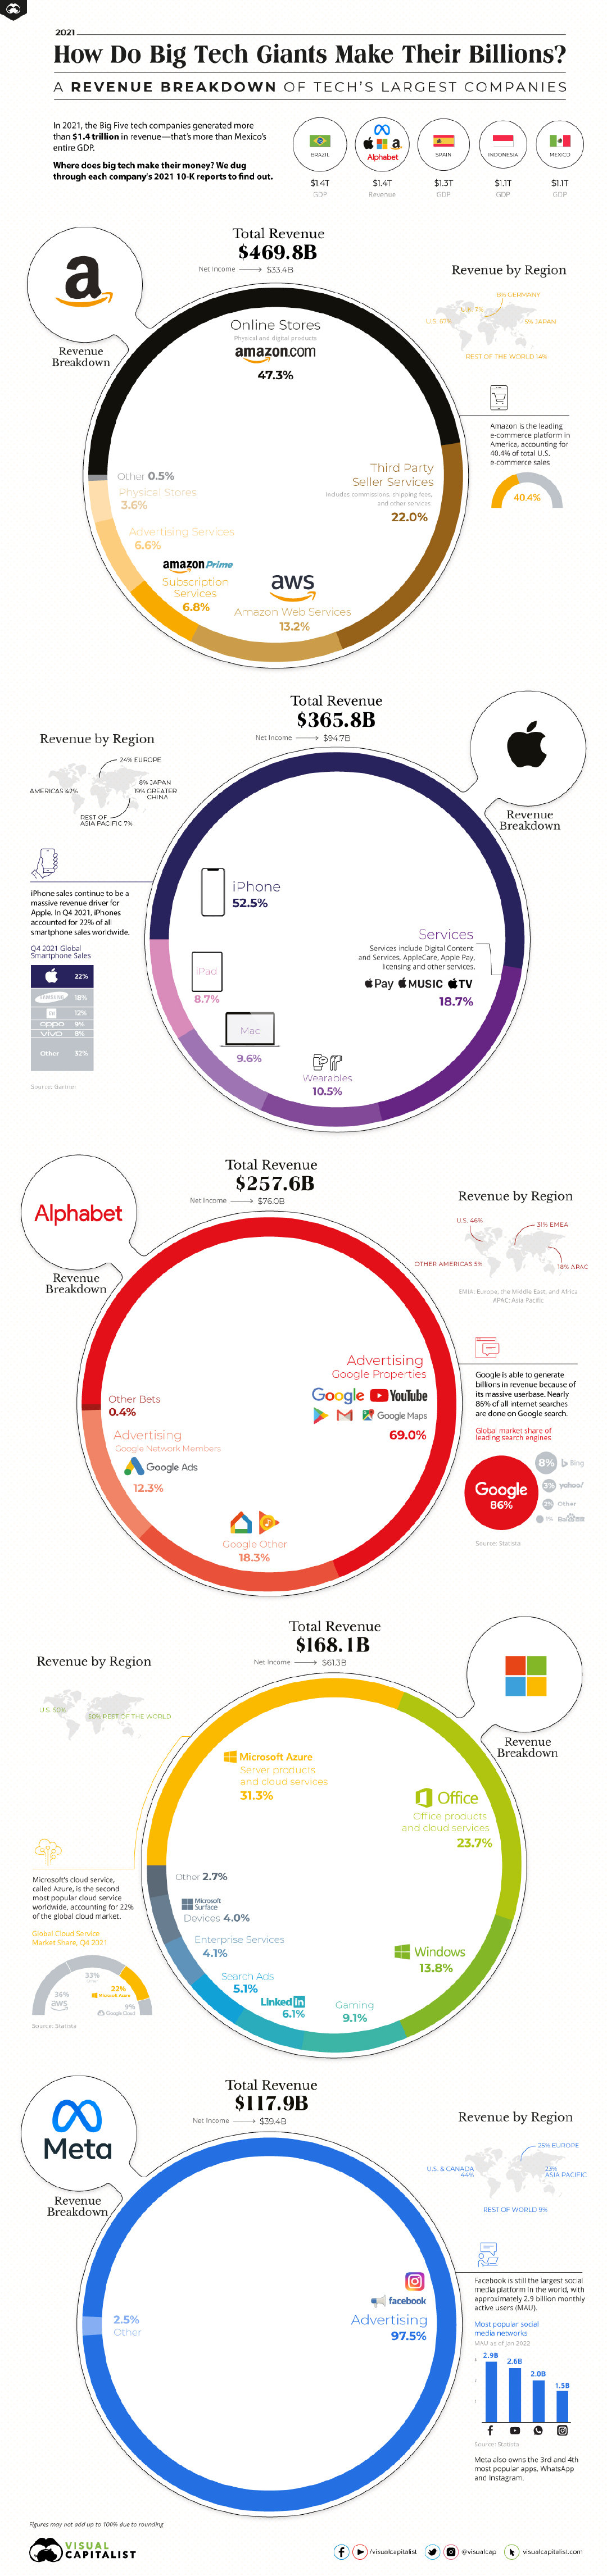 2021
How Do Big Tech Giants Make Their Billions?
A REVENUE BREAKDOWN OF TECH'S LARGEST COMPANIES
In 2021, the Big Five tech companies generated more
than $1.4 trillion in revenue—that's more than Mexico's
entire GDP.
Where does big tech make their money? We dug
through each company's 2021 10-K reports to find out.
BRAZIL
$1.4T
GDP
a
Alphabet
$1.4T
Revenue
SPAIN
$1.3T
GDP
INDONESIA
$1.1T
GDP
MEXICO
$1.1T
GDP
a
Revenue
Breakdown
Total Revenue
$469.8B
Net Income
$33.4B
Online Stores
Physical and digital products
amazon.com
47.3%
Third Party
Seller Services
Includes commissions, shipping fees,
and other services
22.0%
aws
Amazon Web Services
13.2%
amazon Prime
Subscription
Services
6.8%
Advertising Services
6.6%
Physical Stores
3.6%
Other 0.5%
Revenue by Region
8% GERMANY
U.S. 67%
5% JAPAN
REST OF THE WORLD 14%
Amazon is the leading
e-commerce platform in
America, accounting for
40.4% of total U.S.
e-commerce sales
40.4%
Total Revenue
$365.8B
Net Income
$94.7B
Revenue
Breakdown
Revenue by Region
24% EUROPE
8% JAPAN
AMERICAS 42%
19% GREATER
CHINA
REST OF
ASIA PACIFIC 7%
iPhone sales continue to be a
massive revenue driver for
Apple. In Q4 2021, iPhones
accounted for 22% of all
smartphone sales worldwide.
Q4 2021 Global
Smartphone Sales
22%
SAMSUNG 18%
mi 12%
oppo 9%
vivo 8%
Other 32%
Source: Gartner
iPhone
52.5%
Services
Services include Digital Content
and Services, AppleCare, Apple Pay,
licensing and other services.
Pay MUSIC TV
18.7%
Wearables
10.5%
Mac
9.6%
iPad
8.7%
Alphabet
Revenue
Breakdown
Total Revenue
$257.6B
Net Income
$76.0B
Advertising
Google Properties
Google YouTube
Google Maps
69.0%
Google Other
18.3%
Advertising
Google Network Members
Google Ads
12.3%
Other Bets
0.4%
Revenue by Region
U.S. 46%
31% EMEA
OTHER AMERICAS 5%
18% APAC
EMIA: Europe, the Middle East, and Africa
APAC: Asia-Pacific
Google is able to generate
billions in revenue because of
its massive userbase. Nearly
86% of all internet searches
are done on Google search.
Global market share of
leading search engines
Google
86%
8% Bing
3% yahoo!
2% Other
1% Baidu
Source: Statista
Total Revenue
$168.1B
Net Income
$61.3B
Revenue
Breakdown
Revenue by Region
U.S. 50%
50% REST OF THE WORLD
Microsoft's cloud service,
called Azure, is the second
most popular cloud service
worldwide, accounting for 22%
of the global cloud market.
Global Cloud Service
Market Share, Q4 2021
33%
22%
Microsoft Azure
36%
aws
9%
Google Cloud
Source: Statista
Microsoft Azure
Server products
and cloud services
31.3%
Office
Office products
and cloud services
23.7%
Windows
13.8%
Gaming
9.1%
Linked in
6.1%
Search Ads
5.1%
Enterprise Services
4.1%
Microsoft
Surface
Devices 4.0%
Other 2.7%
Meta
Revenue
Breakdown
Total Revenue
$117.9B
Net Income
$39.4B
facebook
Advertising
97.5%
2.5%
Other
Revenue by Region
25% EUROPE
U.S. & CANADA
44%
23%
ASIA PACIFIC
REST OF WORLD 9%
Facebook is still the largest social
media platform in the world, with
approximately 2.9 billion monthly
active users (MAU).
Most popular social
media networks
MAU as of Jan 2022
2.9B
2.6B
2.0B
1.5B
Source: Statista
Meta also owns the 3rd and 4th
most popular apps, WhatsApp
and Instagram.
Figures may not add up to 100% due to rounding
VISUAL
CAPITALIST
/visualcapitalist
@visualcap
visualcapitalist.com